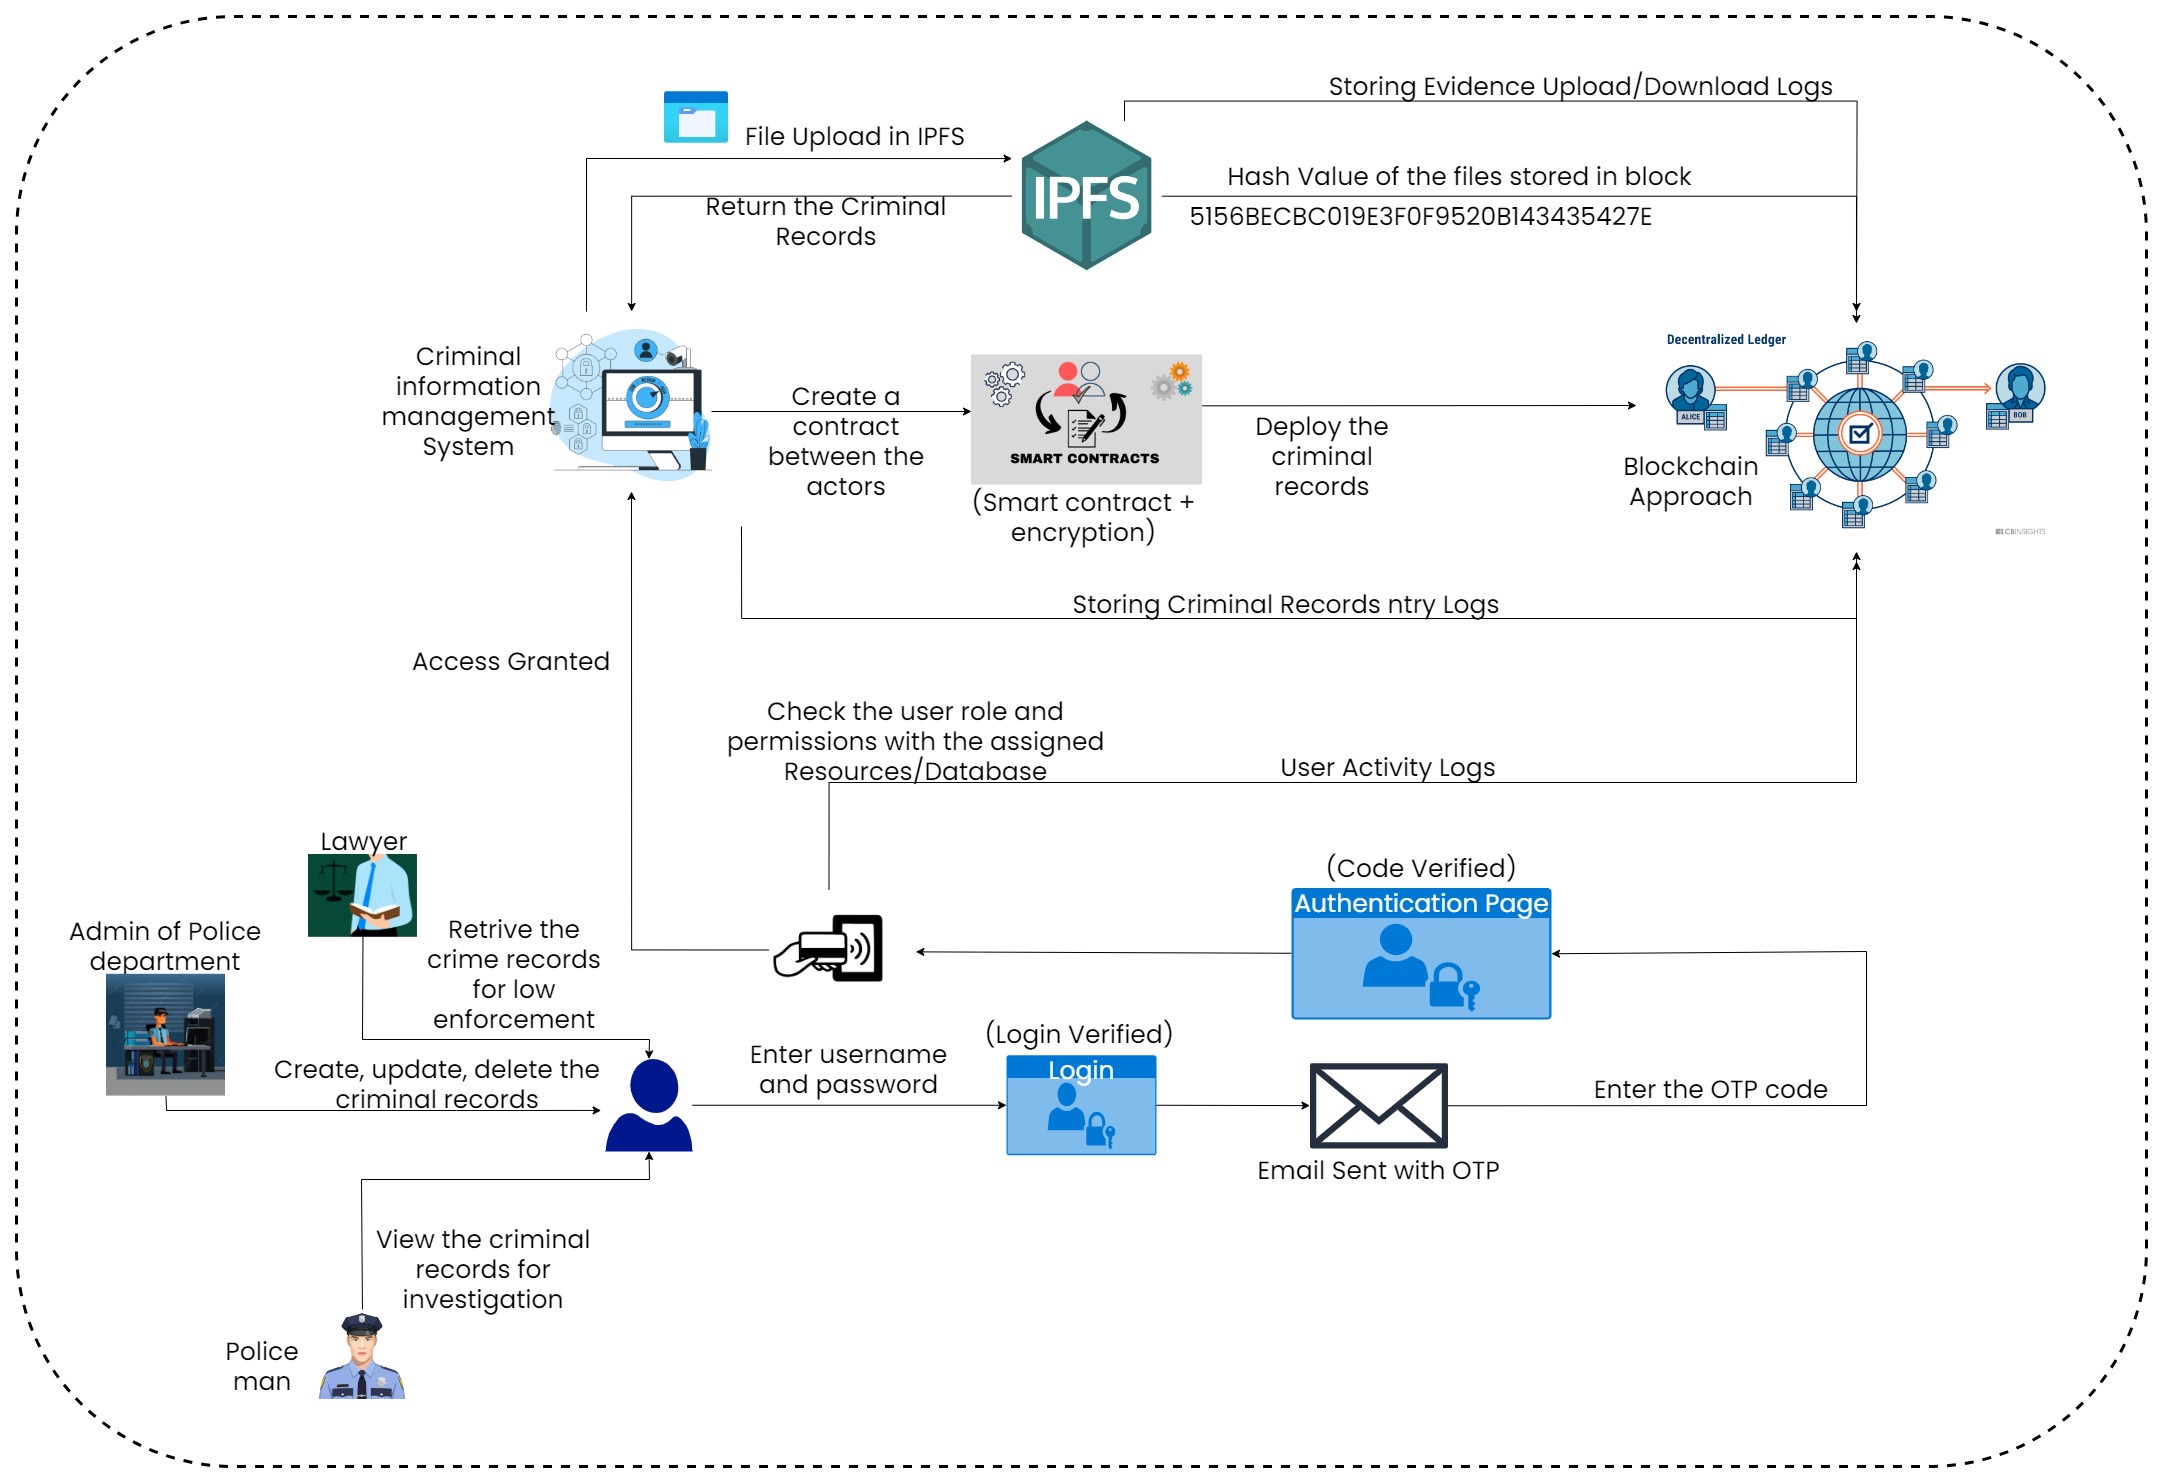 Storing Evidence Upload/Download Logs
File Upload in IPFS
IPFS
Hash Value of the files stored in block
5156BECBC019E3F0F9520B143435427E
Return the Criminal
Records
Criminal
information
management
System
Create a
contract
between the
actors
SMART CONTRACTS
(Smart contract +
encryption)
Deploy the
criminal
records
Decentralized Ledger
ALICE
BOB
Blockchain
Approach
CBINSIGHTS
Storing Criminal Records ntry Logs
Access Granted
Check the user role and
permissions with the assigned
Resources/Database
User Activity Logs
Lawyer
(Code Verified)
Authentication Page
Admin of Police
department
Retrive the
crime records
for low
enforcement
(Login Verified)
Login
Enter username
and password
Create, update, delete the
criminal records
Enter the OTP code
Email Sent with OTP
View the criminal
records for
investigation
Police
man